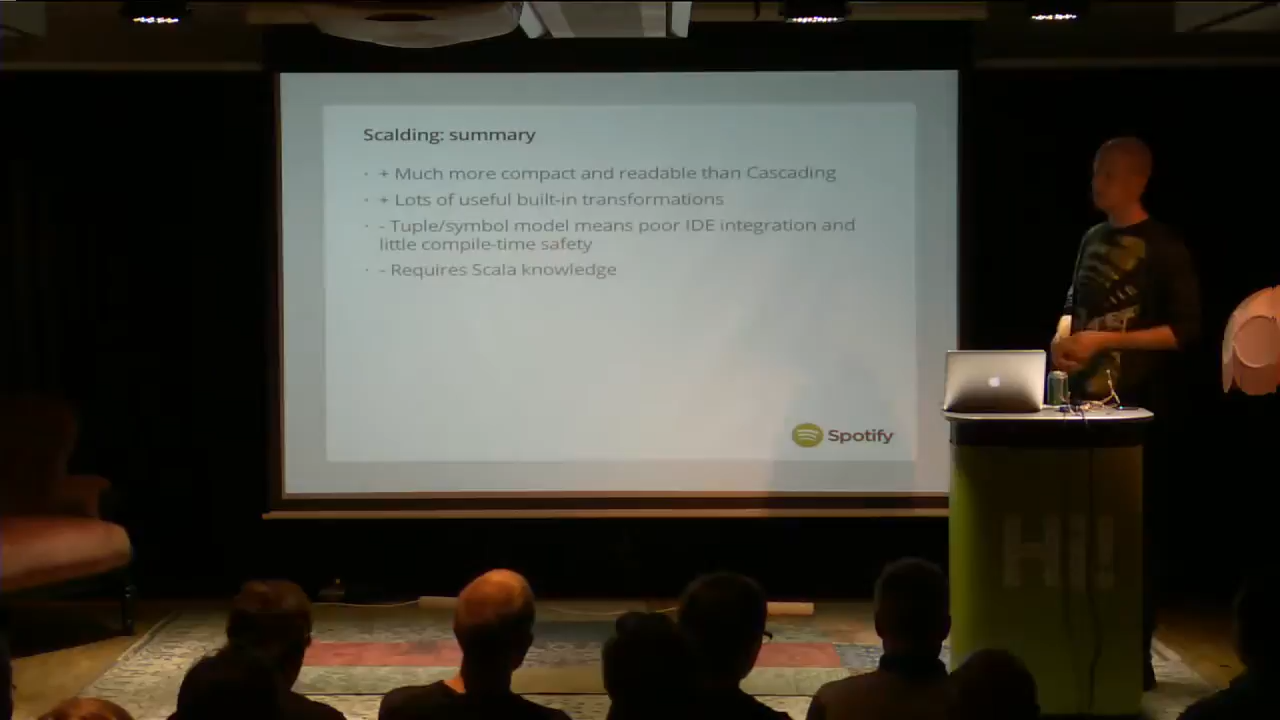 Scalding: summary
· + Much more compact and readable than Cascading
· + Lots of useful built-in transformations
· - Tuple/symbol model means poor IDE integration and
little compile-time safety
· - Requires Scala knowledge
Spotify
Hi!